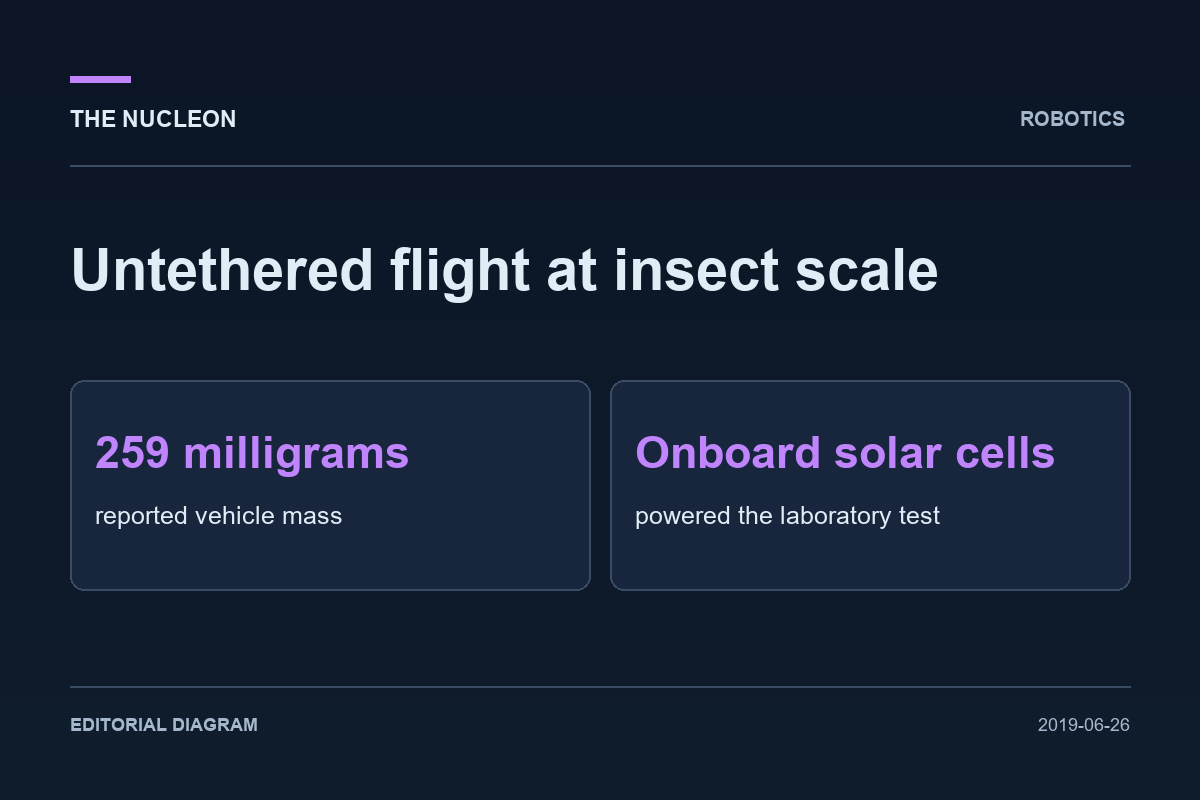 THE NUCLEON
ROBOTICS
Untethered flight at insect scale
259 milligrams
reported vehicle mass
Onboard solar cells
powered the laboratory test
EDITORIAL DIAGRAM
2019-06-26